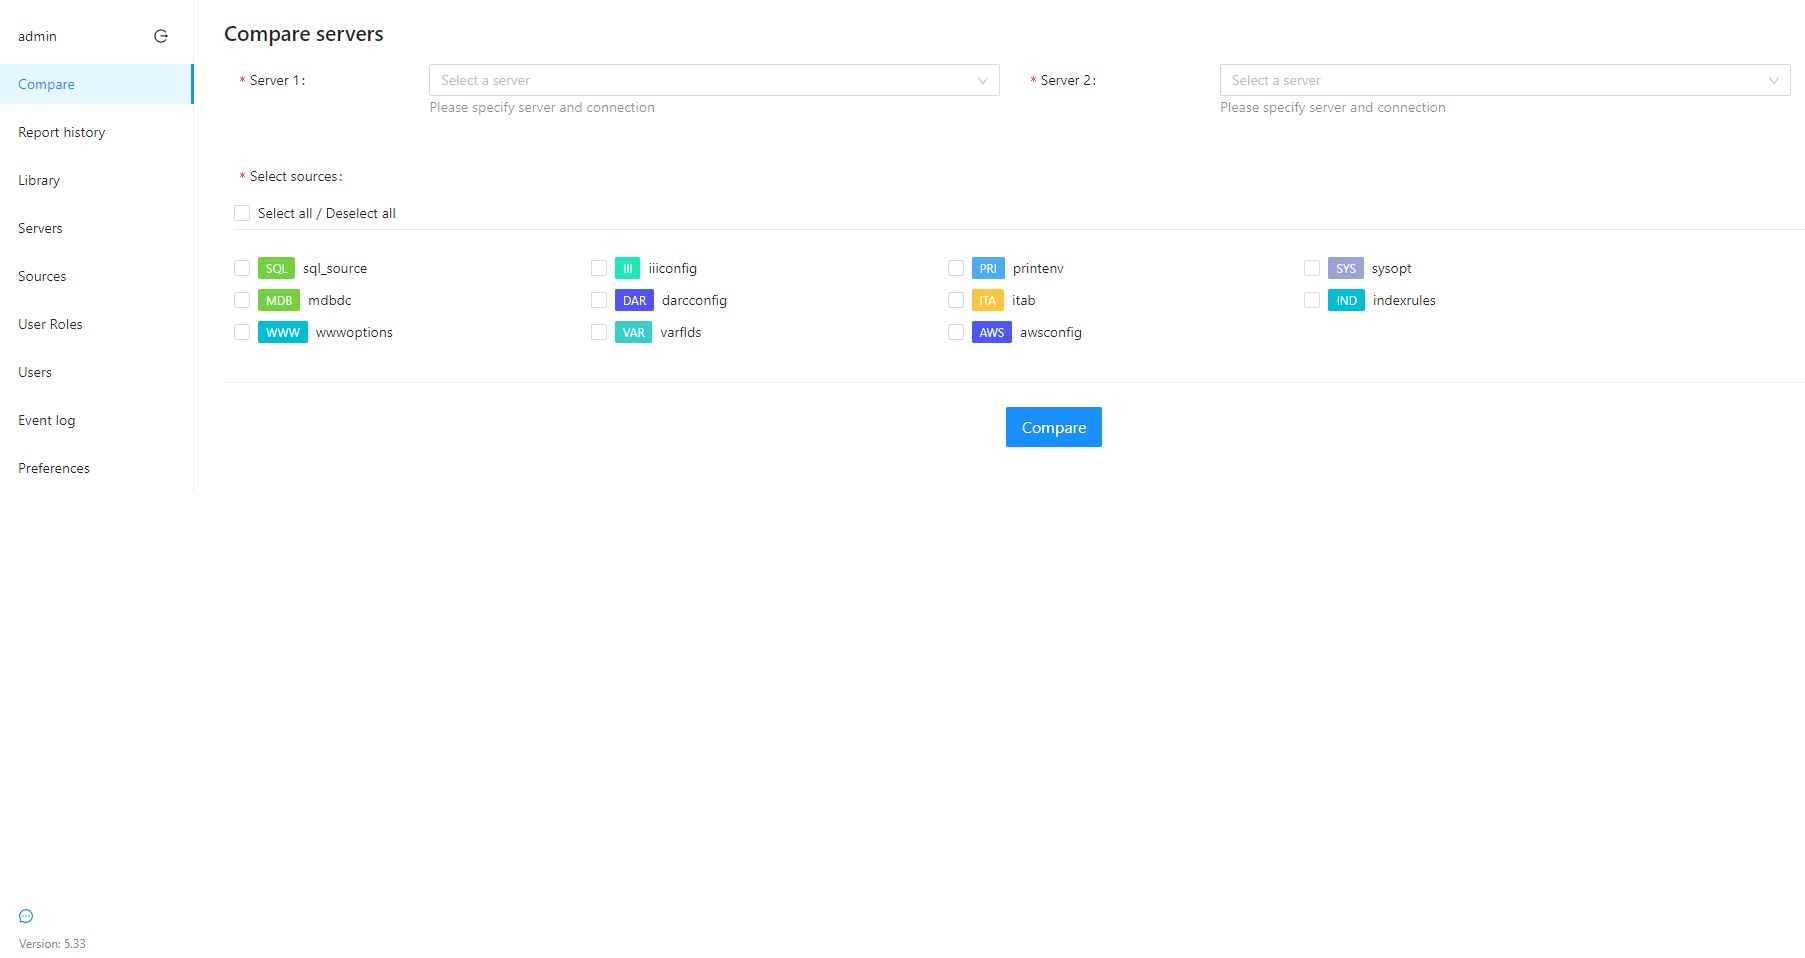 admin
Compare
Report history
Library
Servers
Sources
User Roles
Users
Event log
Preferences
Version: 5.33
Compare servers
* Server 1:
Select a server
Please specify server and connection
* Server 2:
Select a server
Please specify server and connection
* Select sources:
Select all / Deselect all
SQL sql_source
III iiiconfig
PRI printenv
SYS sysopt
MDB mdbdc
DAR darcconfig
ITA itab
IND indexrules
WWW wwwoptions
VAR varflds
AWS awsconfig
Compare